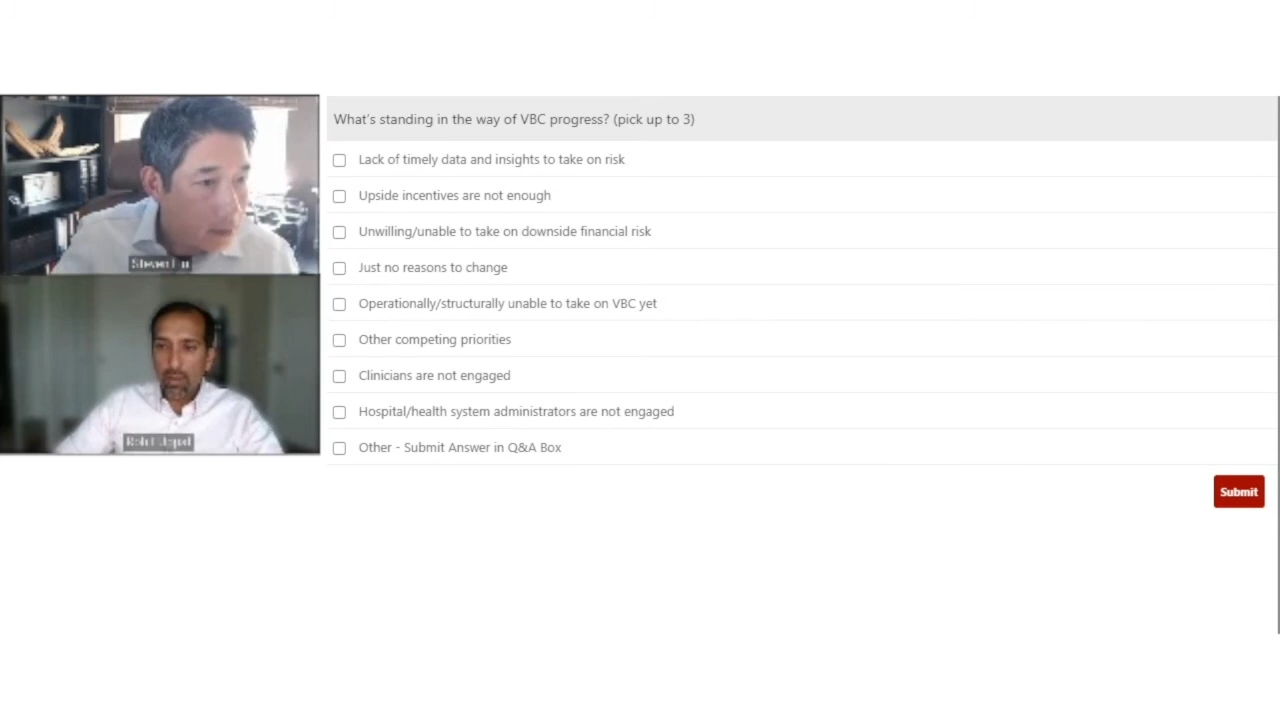 What's standing in the way of VBC progress? (pick up to 3)
Lack of timely data and insights to take on risk
Upside incentives are not enough
Unwilling/unable to take on downside financial risk
Just no reasons to change
Operationally/structurally unable to take on VBC yet
Other competing priorities
Clinicians are not engaged
Hospital/health system administrators are not engaged
Other - Submit Answer in Q&A Box
Submit
Steven